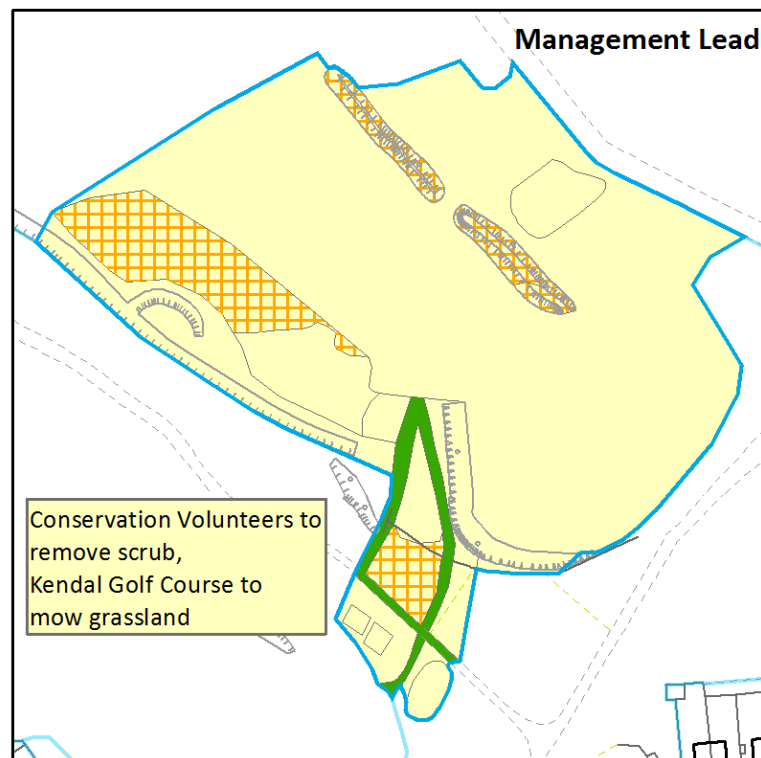 Management Lead
Conservation Volunteers to
remove scrub,
Kendal Golf Course to
mow grassland